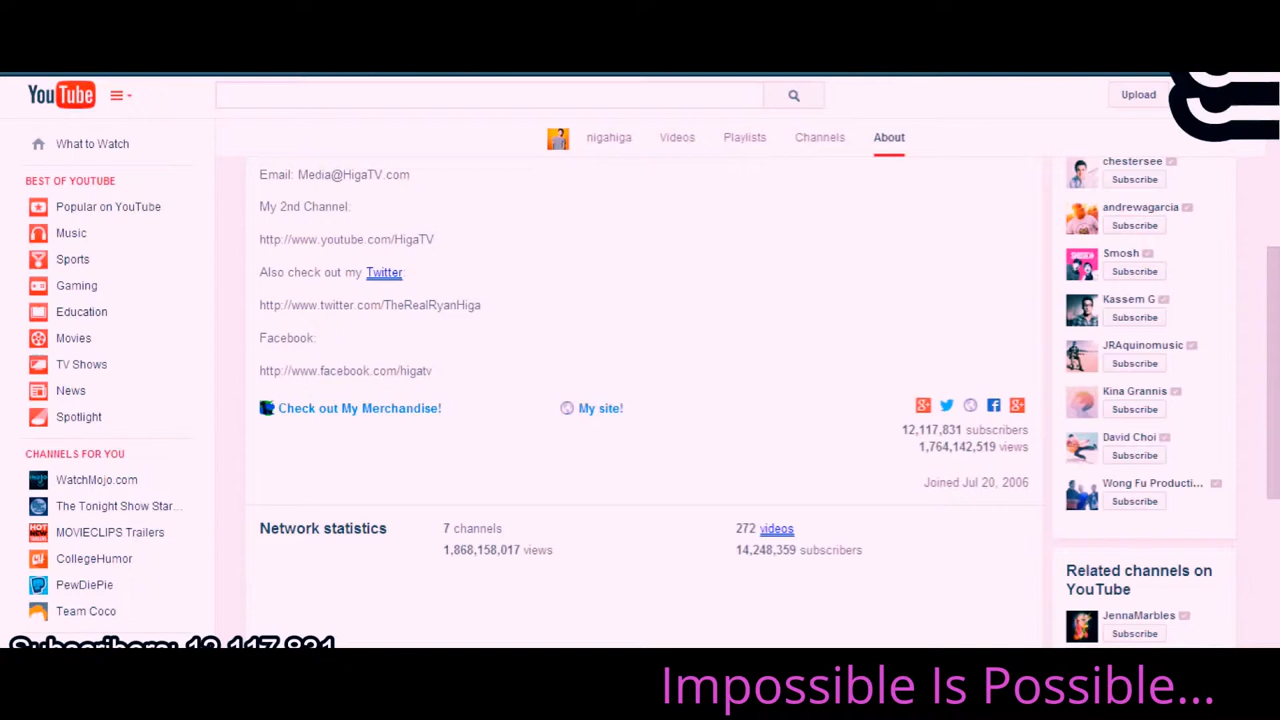 YouTube
Upload
nigahiga Videos Playlists Channels About
What to Watch
BEST OF YOUTUBE
Popular on YouTube
Music
Sports
Gaming
Education
Movies
TV Shows
News
Spotlight
CHANNELS FOR YOU
WatchMojo.com
The Tonight Show Star...
MOVIECLIPS Trailers
CollegeHumor
PewDiePie
Team Coco
Email: Media@HigaTV.com
My 2nd Channel:
http://www.youtube.com/HigaTV
Also check out my Twitter
http://www.twitter.com/TheRealRyanHiga
Facebook:
http://www.facebook.com/higatv
Check out My Merchandise! My site!
12,117,831 subscribers
1,764,142,519 views
Joined Jul 20, 2006
Network statistics 7 channels 272 videos
1,868,158,017 views 14,248,359 subscribers
chestersee
Subscribe
andrewagarcia
Subscribe
Smosh
Subscribe
Kassem G
Subscribe
JRAquinomusic
Subscribe
Kina Grannis
Subscribe
David Choi
Subscribe
Wong Fu Producti...
Subscribe
Related channels on
YouTube
JennaMarbles
Subscribe
Subscribers: 12,117,831
Impossible Is Possible...